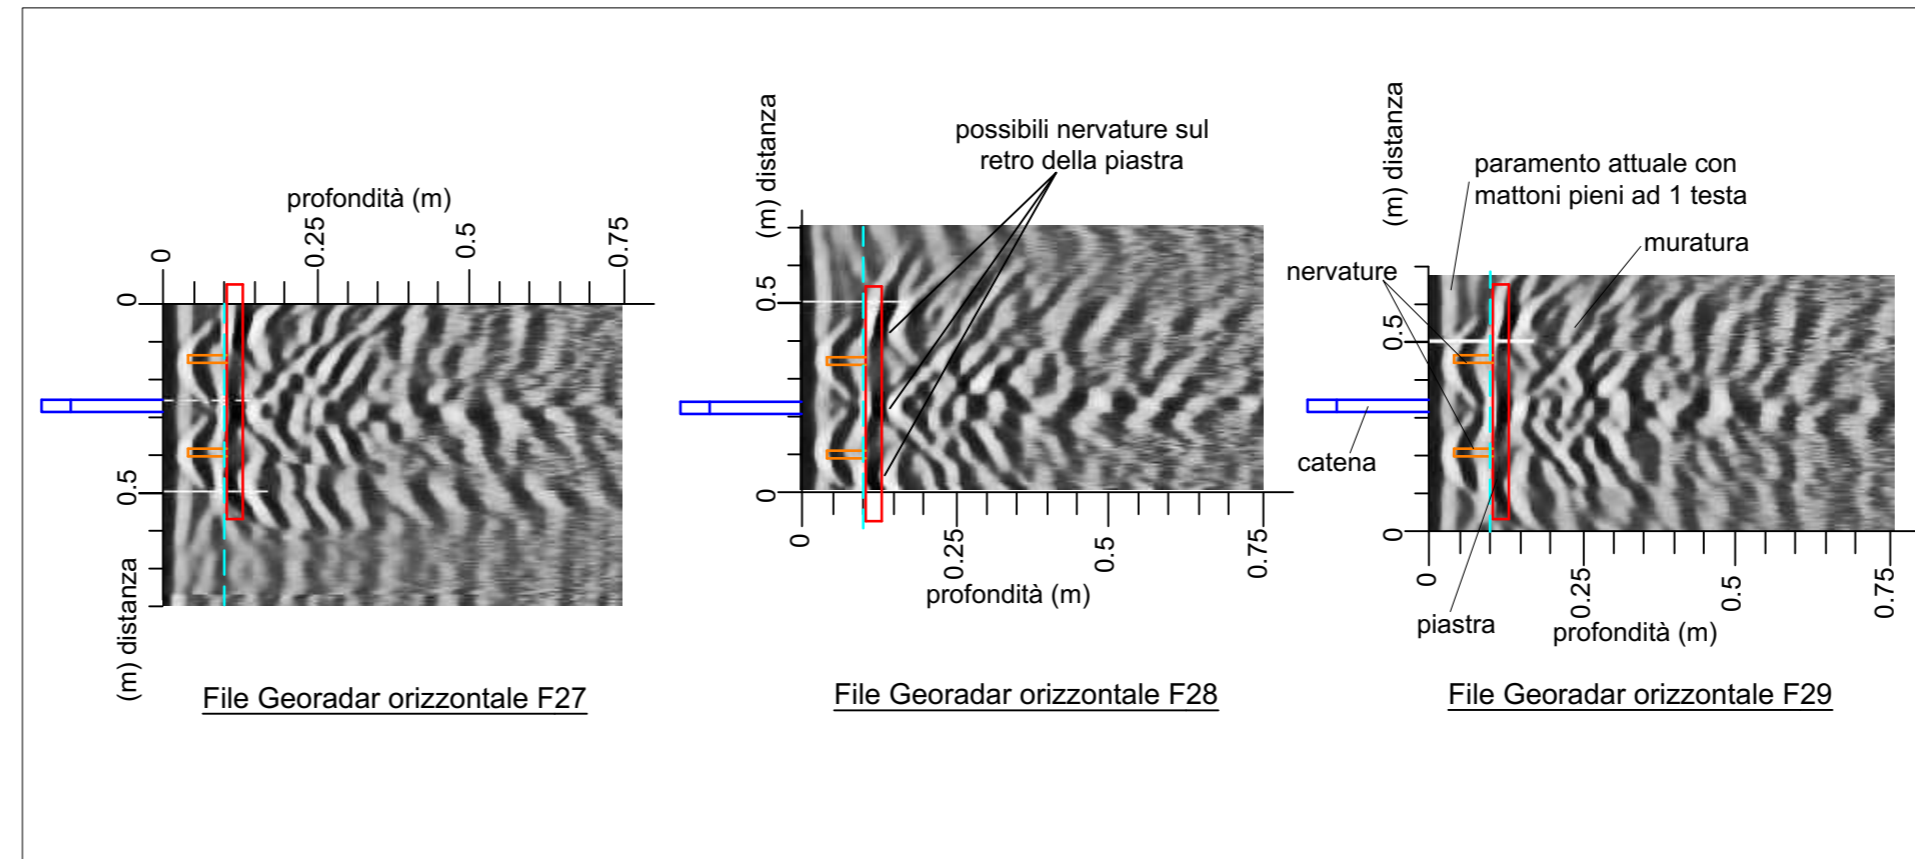 profondità (m)
0
0.25
0.5
0.75
0
0.5
(m) distanza
File Georadar orizzontale F27
(m) distanza
possibili nervature sul
retro della piastra
0.5
0
0
0.25
0.5
0.75
profondità (m)
File Georadar orizzontale F28
(m) distanza
paramento attuale con
mattoni pieni ad 1 testa
muratura
nervature
0.5
catena
0
0
0.25
0.5
0.75
piastra
profondità (m)
File Georadar orizzontale F29